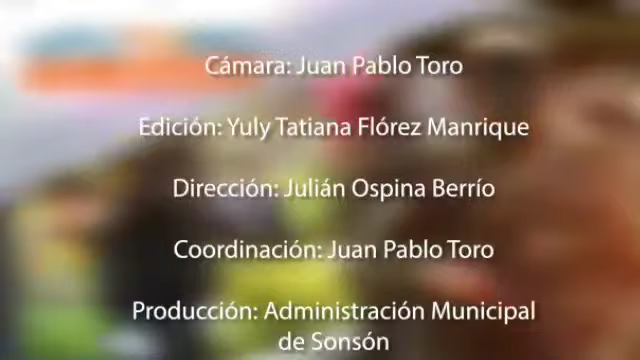 Cámara: Juan Pablo Toro
Edición: Yuly Tatiana Flórez Manrique
Dirección: Julián Ospina Berrío
Coordinación: Juan Pablo Toro
Producción: Administración Municipal
de Sonsón